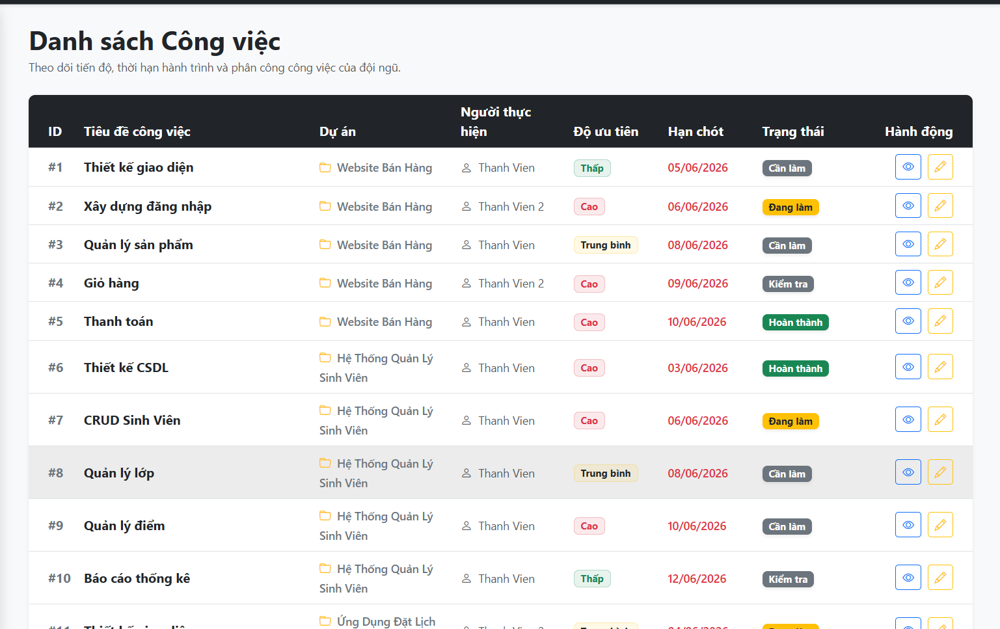 Danh sách Công việc
Theo dõi tiến độ, thời hạn hành trình và phân công công việc của đội ngũ.
ID Tiêu đề công việc Dự án Người thực hiện Độ ưu tiên Hạn chót Trạng thái Hành động
#1 Thiết kế giao diện Website Bán Hàng Thanh Vien Thấp 05/06/2026 Cần làm
#2 Xây dựng đăng nhập Website Bán Hàng Thanh Vien 2 Cao 06/06/2026 Đang làm
#3 Quản lý sản phẩm Website Bán Hàng Thanh Vien Trung bình 08/06/2026 Cần làm
#4 Giỏ hàng Website Bán Hàng Thanh Vien 2 Cao 09/06/2026 Kiểm tra
#5 Thanh toán Website Bán Hàng Thanh Vien Cao 10/06/2026 Hoàn thành
#6 Thiết kế CSDL Hệ Thống Quản Lý Sinh Viên Thanh Vien Cao 03/06/2026 Hoàn thành
#7 CRUD Sinh Viên Hệ Thống Quản Lý Sinh Viên Thanh Vien Cao 06/06/2026 Đang làm
#8 Quản lý lớp Hệ Thống Quản Lý Sinh Viên Thanh Vien Trung bình 08/06/2026 Cần làm
#9 Quản lý điểm Hệ Thống Quản Lý Sinh Viên Thanh Vien Cao 10/06/2026 Cần làm
#10 Báo cáo thống kê Hệ Thống Quản Lý Sinh Viên Thanh Vien Thấp 12/06/2026 Kiểm tra
Ứng Dụng Đặt Lịch